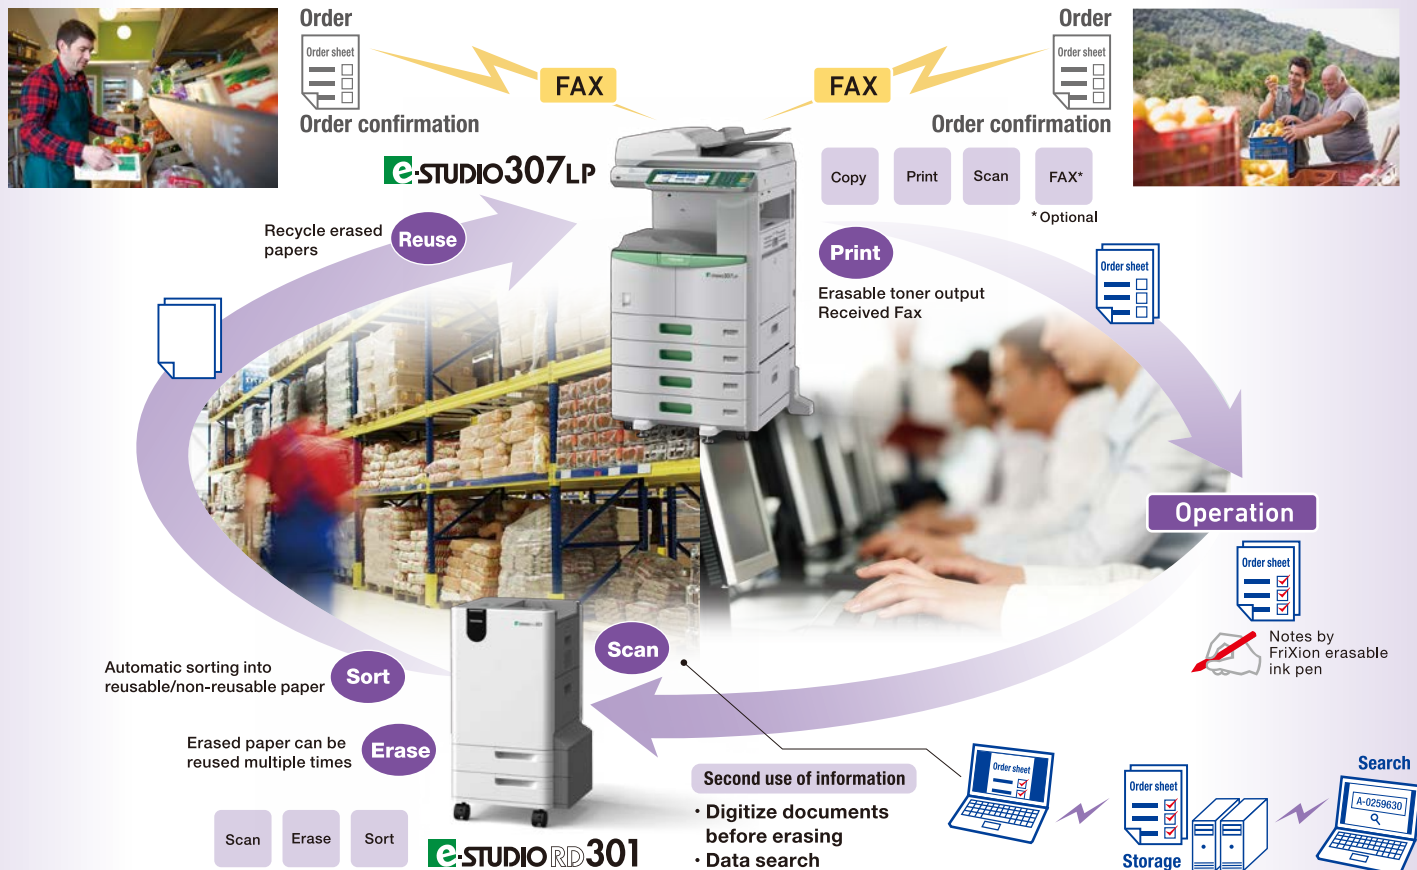 Order
Order sheet
Order confirmation
FAX
FAX
Order
Order sheet
Order confirmation
e-STUDIO307LP
Copy
Print
Scan
FAX*
* Optional
Recycle erased
papers
Reuse
Print
Erasable toner output
Received Fax
Order sheet
Operation
Order sheet
Notes by
FriXion erasable
ink pen
Scan
Automatic sorting into
reusable/non-reusable paper
Sort
Erased paper can be
reused multiple times
Erase
Scan
Erase
Sort
e-STUDIO RD301
Second use of information
・Digitize documents
before erasing
・Data search
Order sheet
Order sheet
Storage
Search
A-0259630